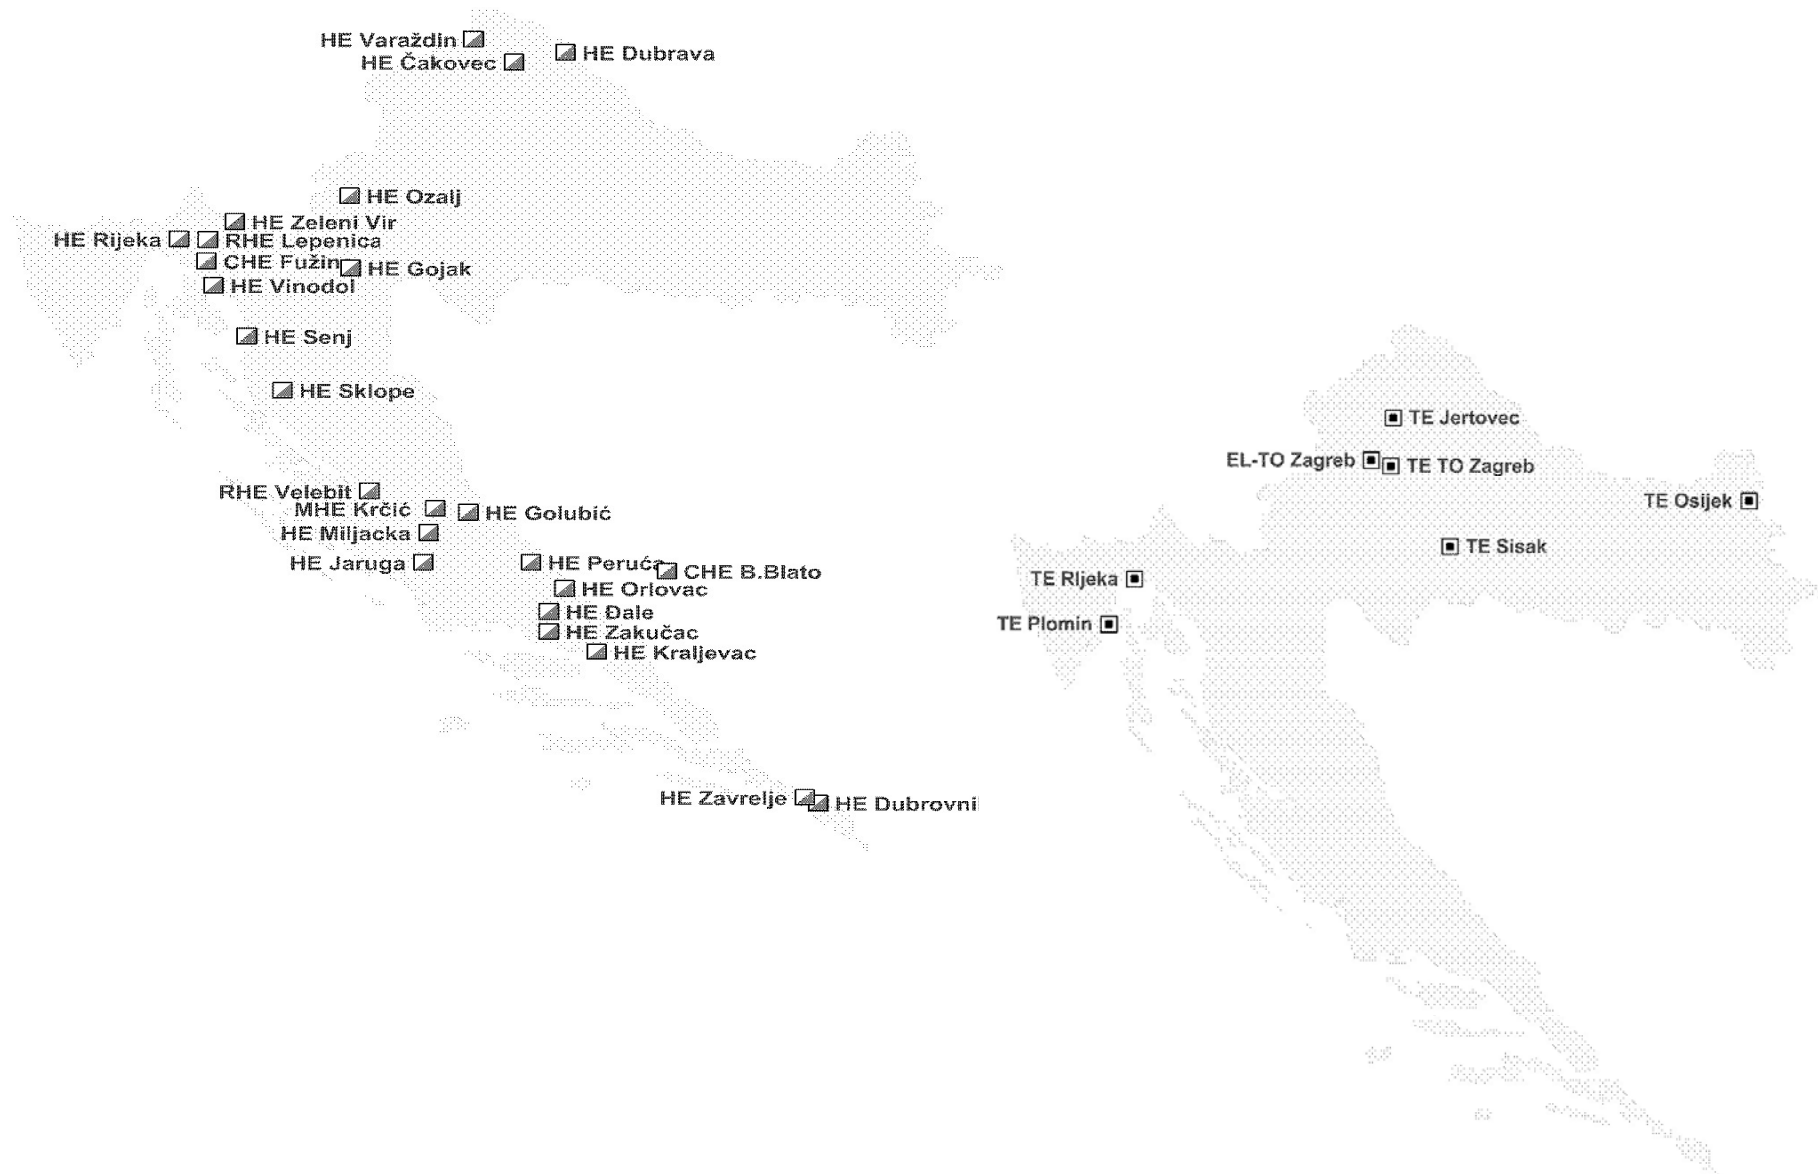 HE Varaždin
HE Dubrava
HE Čakovec
HE Ozalj
HE Zeleni Vir
HE Rijeka
RHE Lepenica
CHE Fužin
HE Gojak
HE Vinodol
HE Senj
HE Sklope
RHE Velebit
MHE Krčić
HE Golubić
HE Miljacka
HE Jaruga
HE Peruća
CHE B.Blato
HE Orlovac
HE Đale
HE Zakučac
HE Kraljevac
HE Zavrelje
HE Dubrovni
TE Jertovec
EL-TO Zagreb
TE TO Zagreb
TE Osijek
TE Sisak
TE RIjeka
TE Plomin